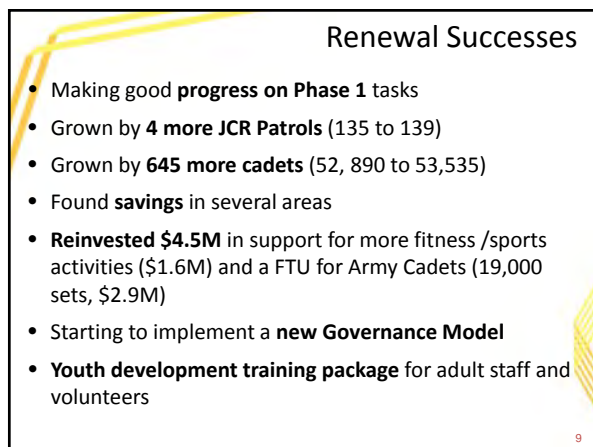 Renewal Successes
• Making good progress on Phase 1 tasks
• Grown by 4 more JCR Patrols (135 to 139)
• Grown by 645 more cadets (52, 890 to 53,535)
• Found savings in several areas
• Reinvested $4.5M in support for more fitness /sports
activities ($1.6M) and a FTU for Army Cadets (19,000
sets, $2.9M)
• Starting to implement a new Governance Model
• Youth development training package for adult staff and
volunteers
9